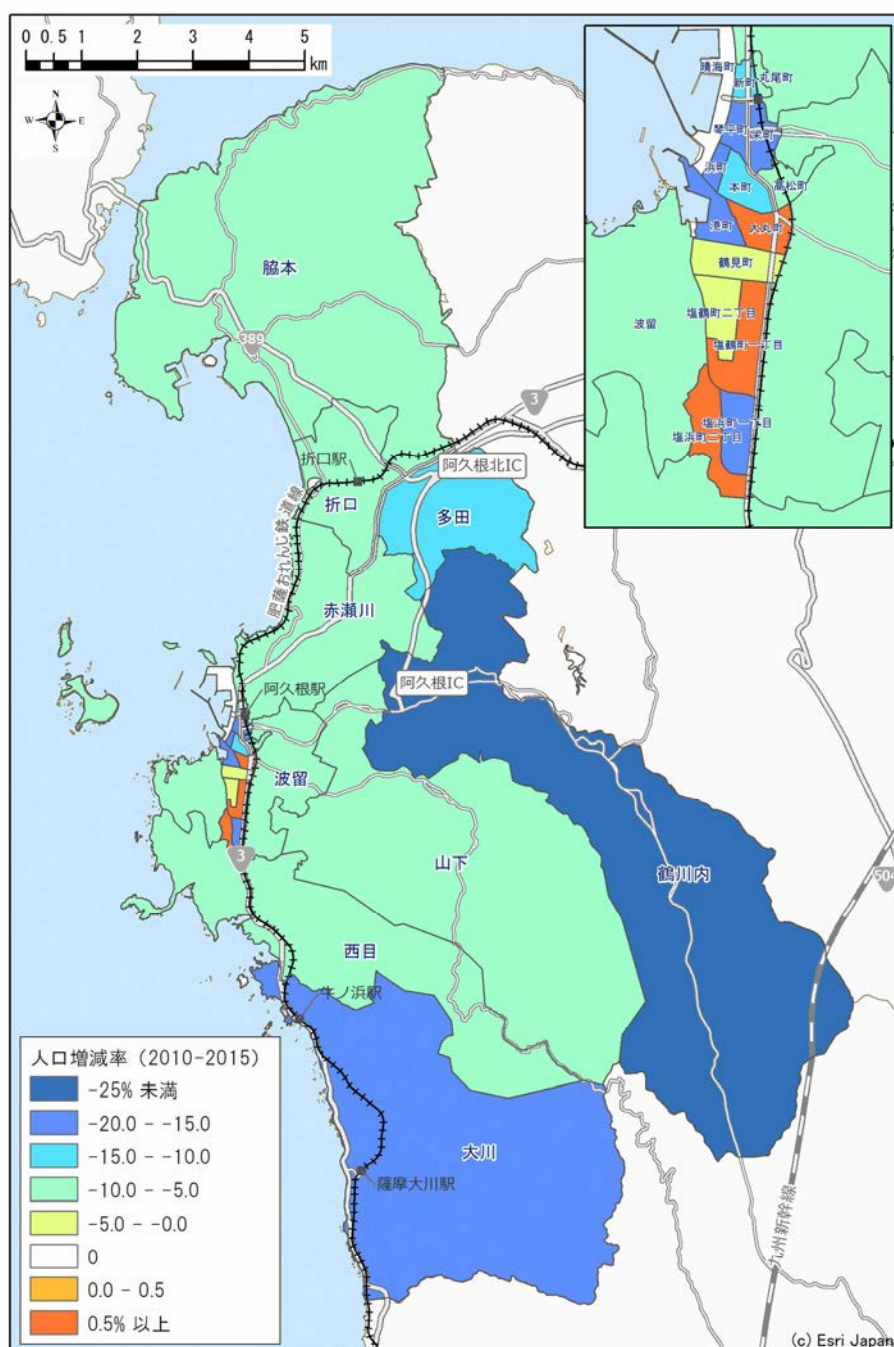 0 0.5 1 2 3 4 5
km
N
W E
S
晴海町
新町
丸尾町
琴平町
栄町
浜町
本町
高松町
港町
大丸町
鶴見町
波留
塩鶴町二丁目
塩鶴町一丁目
塩浜町一丁目
塩浜町二丁目
脇本
389
3
折口駅
阿久根北IC
折口
多田
肥薩おれんじ鉄道線
赤瀬川
阿久根IC
阿久根駅
波留
3
山下
鶴川内
504
西目
牛ノ浜駅
大川
薩摩大川駅
九州新幹線
人口増減率 (2010-2015)
-25% 未満
-20.0 - -15.0
-15.0 - -10.0
-10.0 - -5.0
-5.0 - -0.0
0
0.0 - 0.5
0.5% 以上
(c) Esri Japan